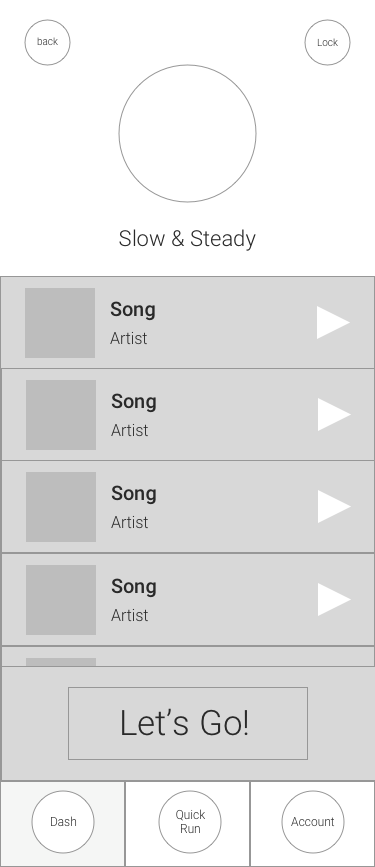 back
Lock
Slow & Steady
Song
Artist
Song
Artist
Song
Artist
Song
Artist
Let’s Go!
Dash
Quick
Run
Account